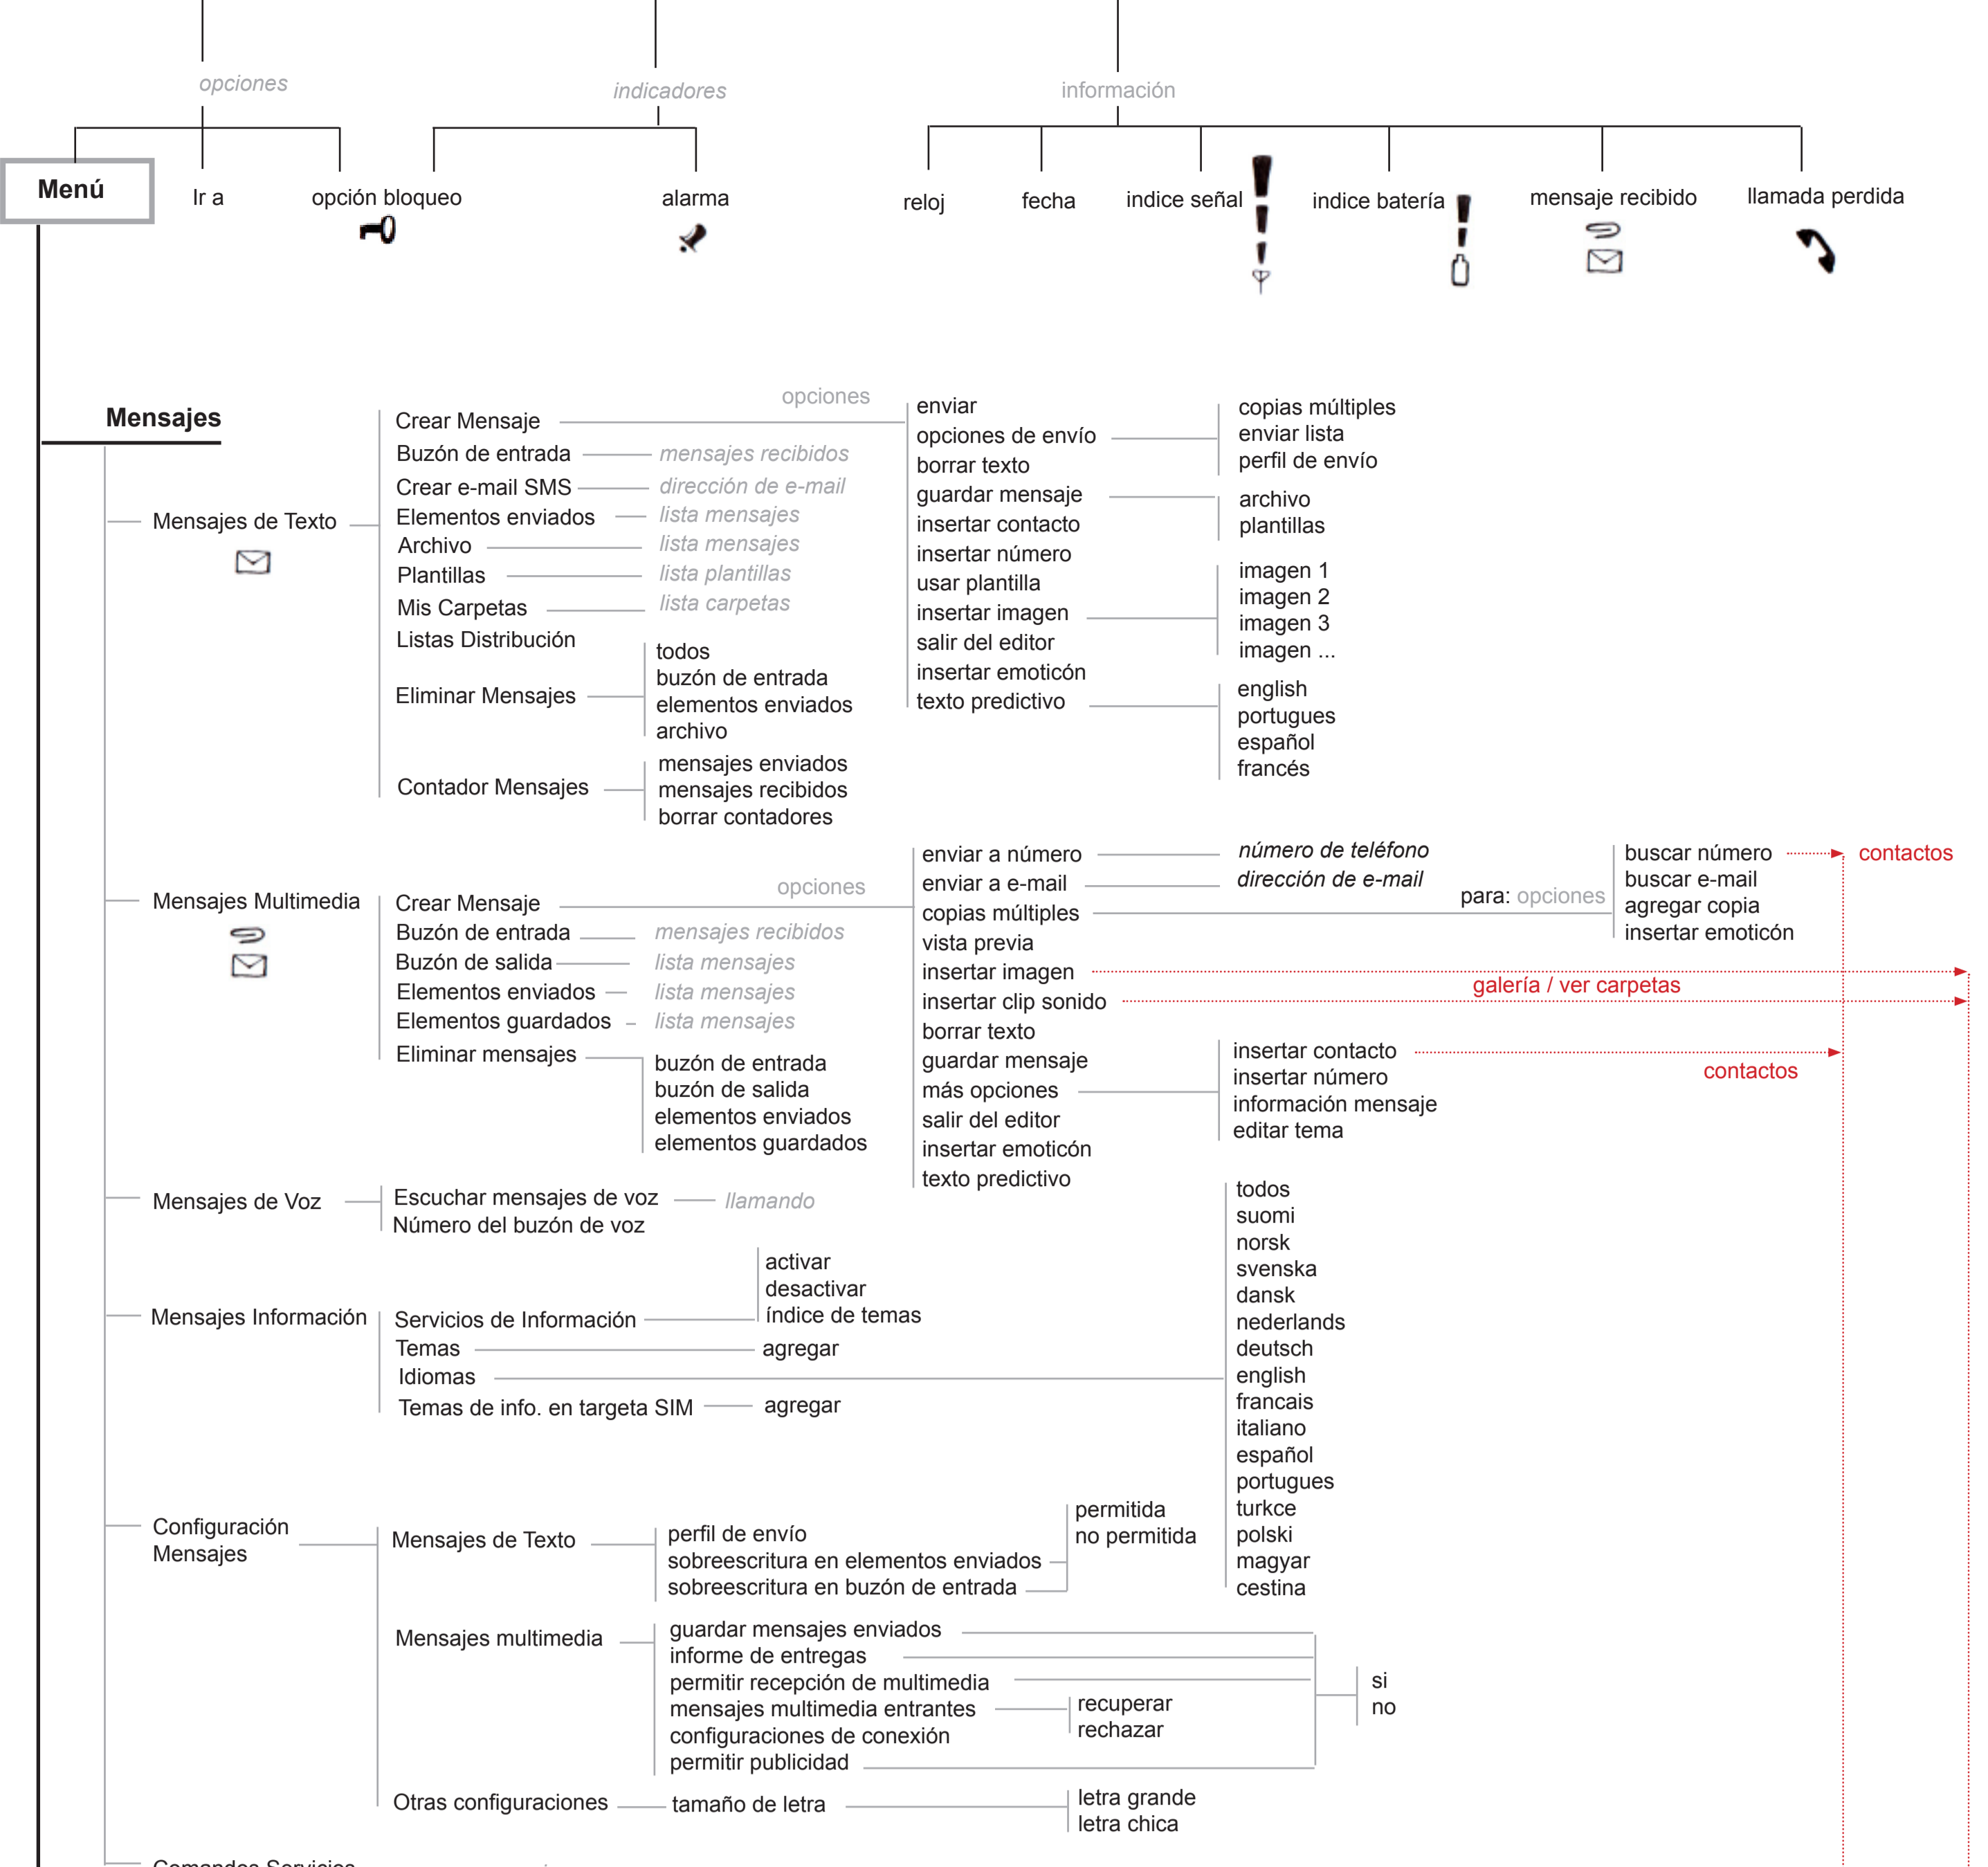 opciones
indicadores
información
Menú
Ir a
opción bloqueo
alarma
reloj
fecha
indice señal
indice batería
mensaje recibido
llamada perdida
Mensajes
Mensajes de Texto
Crear Mensaje
opciones
Buzón de entrada
mensajes recibidos
Crear e-mail SMS
dirección de e-mail
Elementos enviados
lista mensajes
Archivo
lista mensajes
Plantillas
lista plantillas
Mis Carpetas
lista carpetas
Listas Distribución
Eliminar Mensajes
todos
buzón de entrada
elementos enviados
archivo
Contador Mensajes
mensajes enviados
mensajes recibidos
borrar contadores
enviar
opciones de envío
borrar texto
guardar mensaje
insertar contacto
insertar número
usar plantilla
insertar imagen
salir del editor
insertar emoticón
texto predictivo
copias múltiples
enviar lista
perfil de envío
archivo
plantillas
imagen 1
imagen 2
imagen 3
imagen ...
english
portugues
español
francés
Mensajes Multimedia
Crear Mensaje
opciones
Buzón de entrada
mensajes recibidos
Buzón de salida
lista mensajes
Elementos enviados
lista mensajes
Elementos guardados
lista mensajes
Eliminar mensajes
buzón de entrada
buzón de salida
elementos enviados
elementos guardados
enviar a número
número de teléfono
enviar a e-mail
dirección de e-mail
copias múltiples
para: opciones
buscar número
contactos
buscar e-mail
agregar copia
insertar emoticón
vista previa
insertar imagen
galería / ver carpetas
insertar clip sonido
borrar texto
guardar mensaje
más opciones
insertar contacto
contactos
insertar número
información mensaje
editar tema
salir del editor
insertar emoticón
texto predictivo
Mensajes de Voz
Escuchar mensajes de voz
llamando
Número del buzón de voz
Mensajes Información
Servicios de Información
activar
desactivar
índice de temas
Temas
agregar
Idiomas
Temas de info. en targeta SIM
agregar
todos
suomi
norsk
svenska
dansk
nederlands
deutsch
english
francais
italiano
español
portugues
turkce
polski
magyar
cestina
Configuración
Mensajes
Mensajes de Texto
perfil de envío
sobreescritura en elementos enviados
sobreescritura en buzón de entrada
permitida
no permitida
Mensajes multimedia
guardar mensajes enviados
informe de entregas
permitir recepción de multimedia
mensajes multimedia entrantes
configuraciones de conexión
permitir publicidad
recuperar
rechazar
si
no
Otras configuraciones
tamaño de letra
letra grande
letra chica
Comandos Servicios